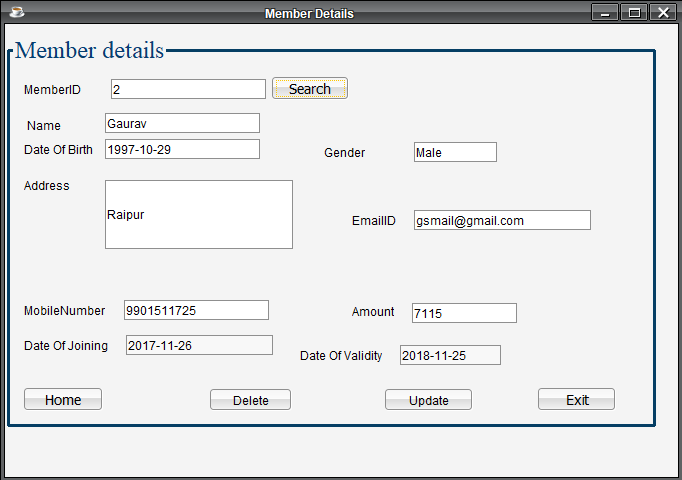 Member Details
Member details
MemberID 2 Search
Name Gaurav
Date Of Birth 1997-10-29
Gender Male
Address Raipur
EmailID gsmail@gmail.com
MobileNumber 9901511725
Amount 7115
Date Of Joining 2017-11-26
Date Of Validity 2018-11-25
Home Delete Update Exit